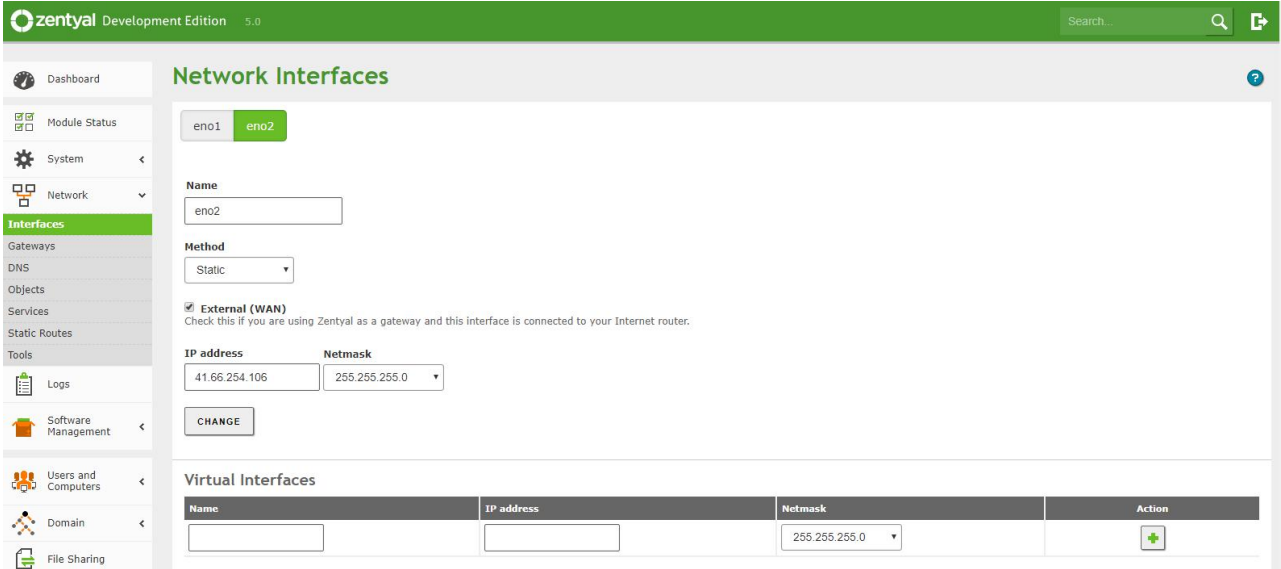 zentyal Development Edition 5.0
Search...
Dashboard
Module Status
System
Network
Interfaces
Gateways
DNS
Objects
Services
Static Routes
Tools
Logs
Software
Management
Users and
Computers
Domain
File Sharing
Network Interfaces
?
eno1 eno2
Name
eno2
Method
Static
External (WAN)
Check this if you are using Zentyal as a gateway and this interface is connected to your Internet router.
IP address Netmask
41.66.254.106 255.255.255.0
CHANGE
Virtual Interfaces
Name IP address Netmask Action
255.255.255.0